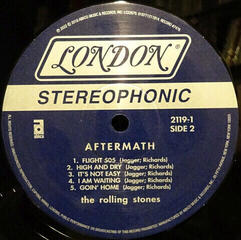 LONDON
STEREOPHONIC
AFTERMATH
2119-1
SIDE 2
1. FLIGHT 505 (Jagger; Richards)
2. HIGH AND DRY (Jagger; Richards)
3. IT'S NOT EASY (Jagger; Richards)
4. I AM WAITING (Jagger; Richards)
5. GOIN' HOME (Jagger; Richards)
the rolling stones